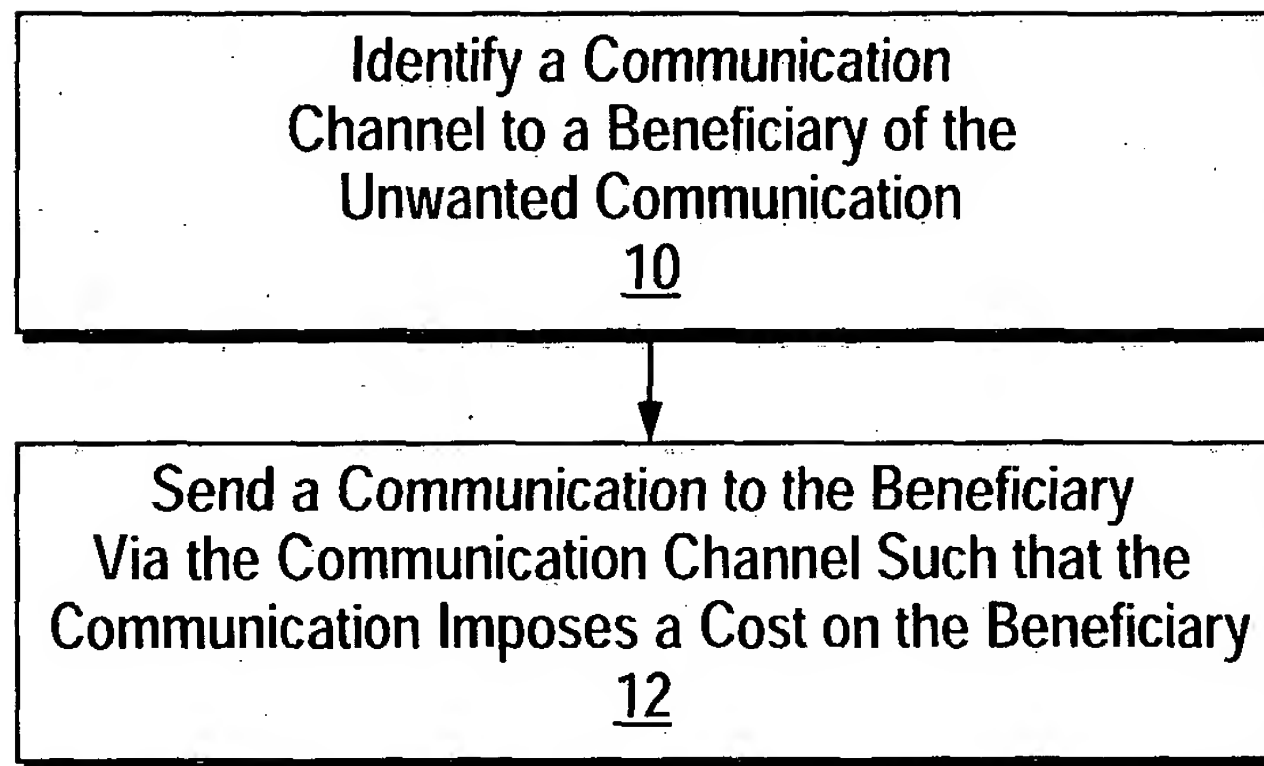 Identify a Communication
Channel to a Beneficiary of the
Unwanted Communication
10
Send a Communication to the Beneficiary
Via the Communication Channel Such that the
Communication Imposes a Cost on the Beneficiary
12